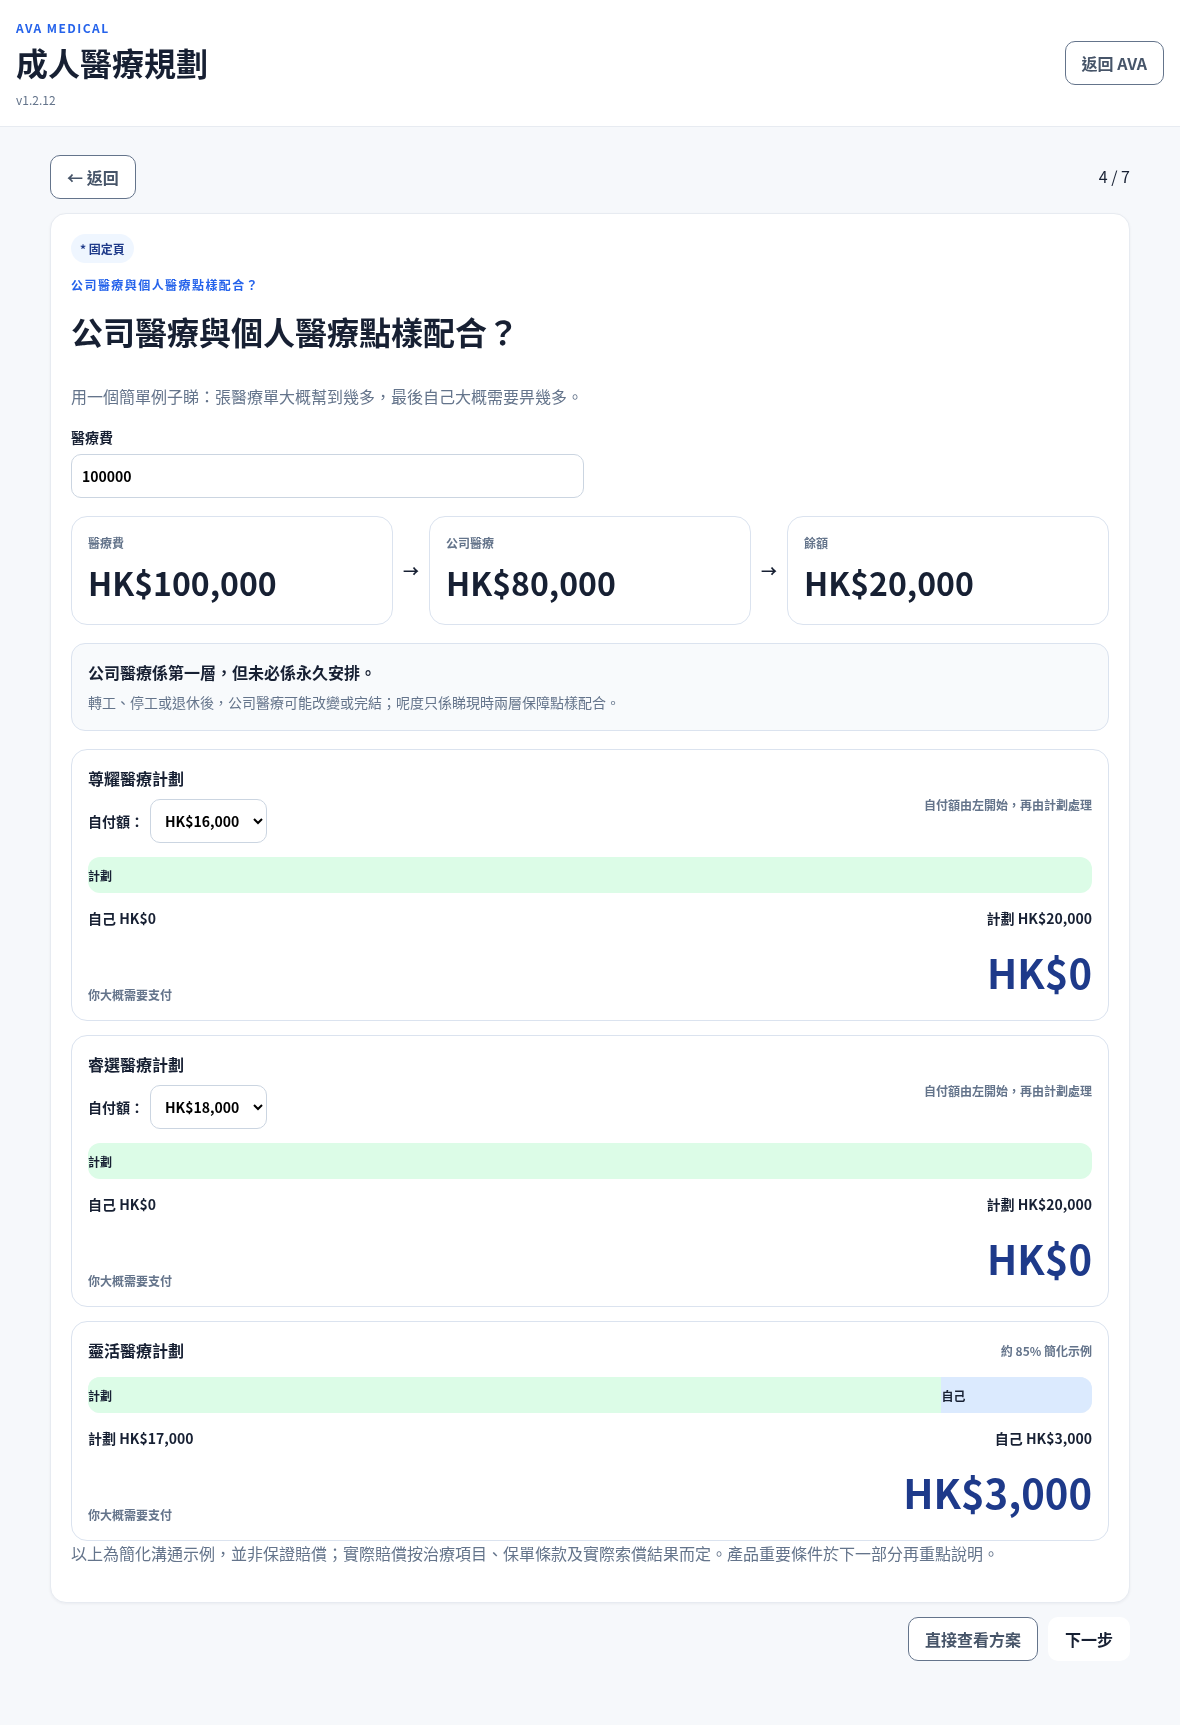 AVA MEDICAL
成人醫療規劃
v1.2.12
返回 AVA
← 返回
4 / 7
* 固定頁
公司醫療與個人醫療點樣配合？
公司醫療與個人醫療點樣配合？
用一個簡單例子睇：張醫療單大概幫到幾多，最後自己大概需要畀幾多。
醫療費
100000
醫療費
HK$100,000
→
公司醫療
HK$80,000
→
餘額
HK$20,000
公司醫療係第一層，但未必係永久安排。
轉工、停工或退休後，公司醫療可能改變或完結；呢度只係睇現時兩層保障點樣配合。
尊耀醫療計劃
自付額： HK$16,000
自付額由左開始，再由計劃處理
計劃
自己 HK$0
計劃 HK$20,000
你大概需要支付
HK$0
睿選醫療計劃
自付額： HK$18,000
自付額由左開始，再由計劃處理
計劃
自己 HK$0
計劃 HK$20,000
你大概需要支付
HK$0
靈活醫療計劃
約 85% 簡化示例
計劃
自己
計劃 HK$17,000
自己 HK$3,000
你大概需要支付
HK$3,000
以上為簡化溝通示例，並非保證賠償；實際賠償按治療項目、保單條款及實際索償結果而定。產品重要條件於下一部分再重點說明。
直接查看方案
下一步